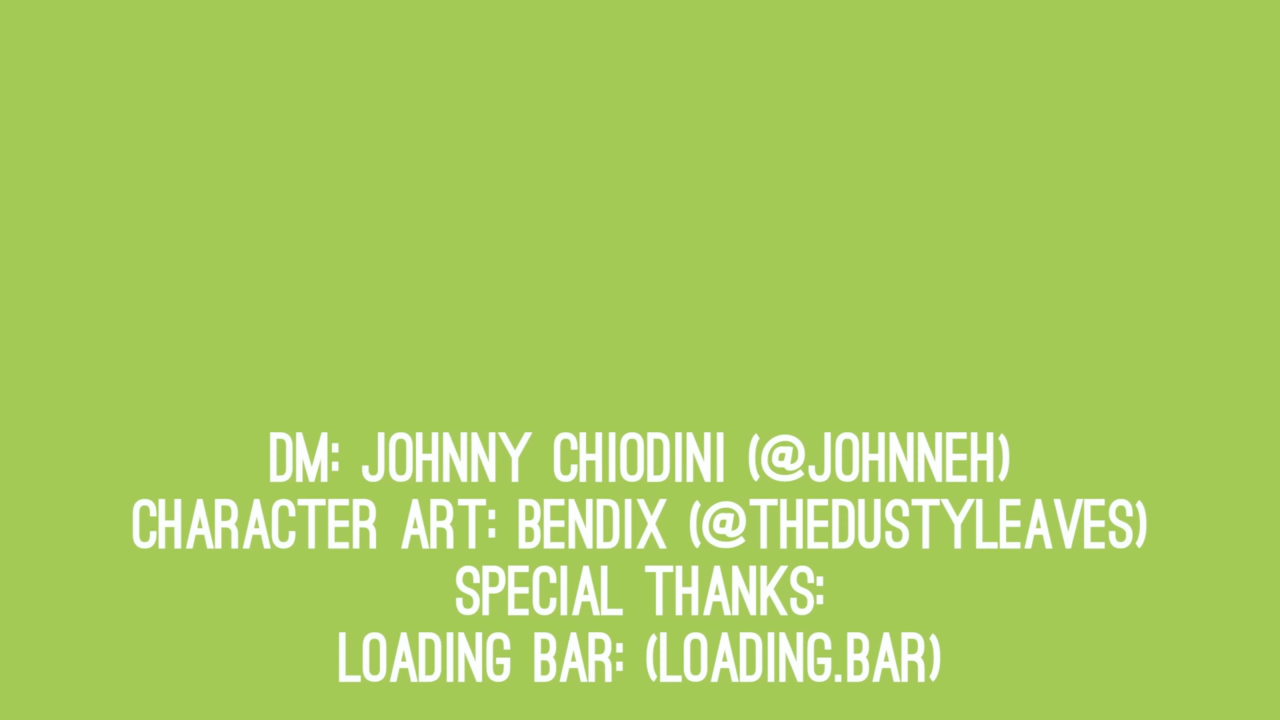 DM: JOHNNY CHIODINI (@JOHNNEH)
CHARACTER ART: BENDIX (@THEDUSTYLEAVES)
SPECIAL THANKS:
LOADING BAR: (LOADING.BAR)